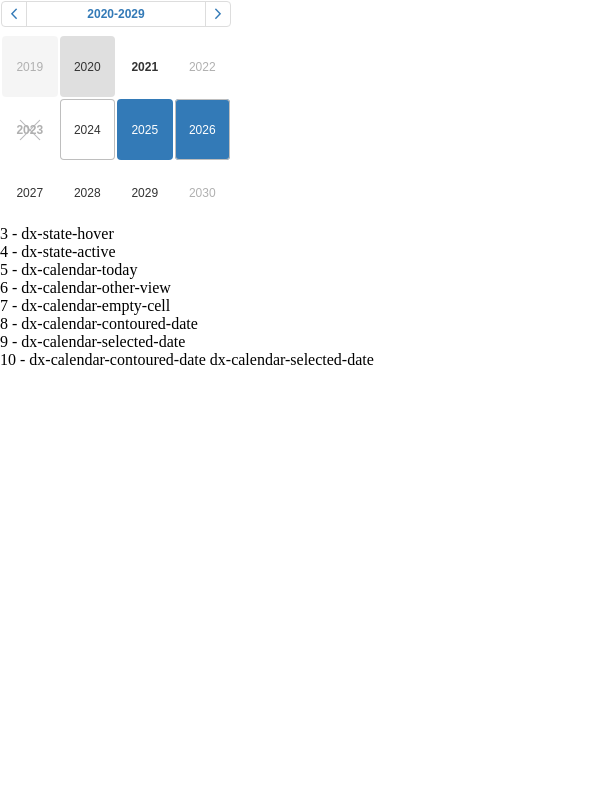 2020-2029
2019 2020 2021 2022
2023 2024 2025 2026
2027 2028 2029 2030
3 - dx-state-hover
4 - dx-state-active
5 - dx-calendar-today
6 - dx-calendar-other-view
7 - dx-calendar-empty-cell
8 - dx-calendar-contoured-date
9 - dx-calendar-selected-date
10 - dx-calendar-contoured-date dx-calendar-selected-date